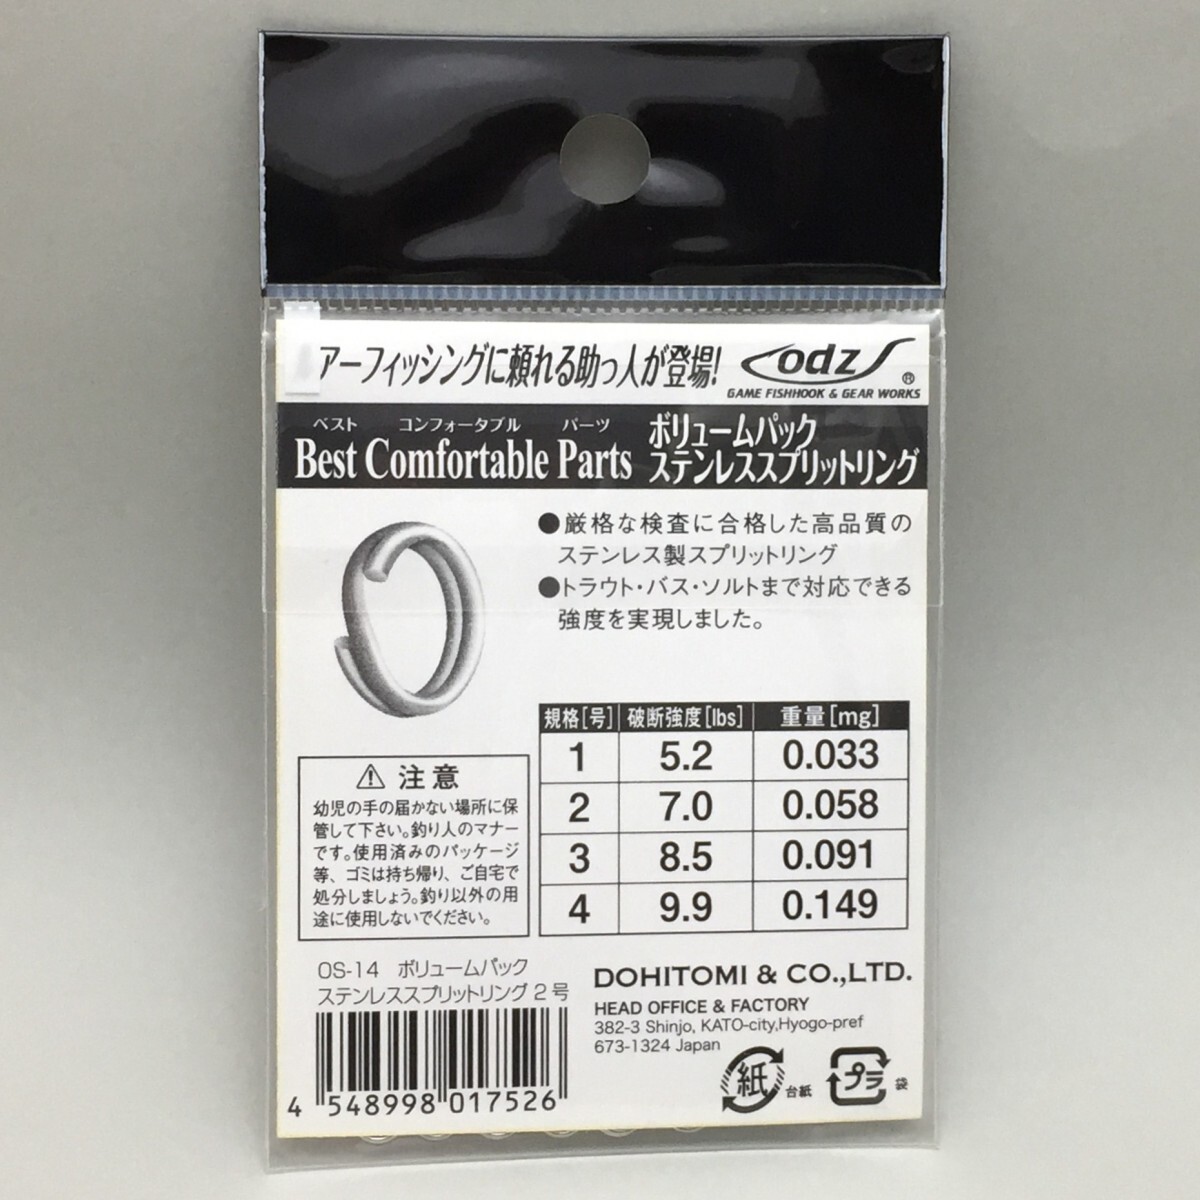 アーフィッシングに頼れる助っ人が登場!
odz
®
GAME FISHHOOK & GEAR WORKS
ベスト コンフォータブル パーツ
Best Comfortable Parts
ボリュームパック
ステンレススプリットリング
●厳格な検査に合格した高品質の
ステンレス製スプリットリング
●トラウト・バス・ソルトまで対応できる
強度を実現しました。
規格[号] 破断強度[lbs] 重量[mg]
1 5.2 0.033
2 7.0 0.058
3 8.5 0.091
4 9.9 0.149
⚠ 注意
幼児の手の届かない場所に保
管して下さい。釣り人のマナー
です。使用済みのパッケージ
等、ゴミは持ち帰り、ご自宅で
処分しましょう。釣り以外の用
途に使用しないでください。
OS-14 ボリュームパック
ステンレススプリットリング 2号
4 548998 017526
DOHITOMI & CO.,LTD.
HEAD OFFICE & FACTORY
382-3 Shinjo, KATO-city,Hyogo-pref
673-1324 Japan
紙 台紙
プラ 袋